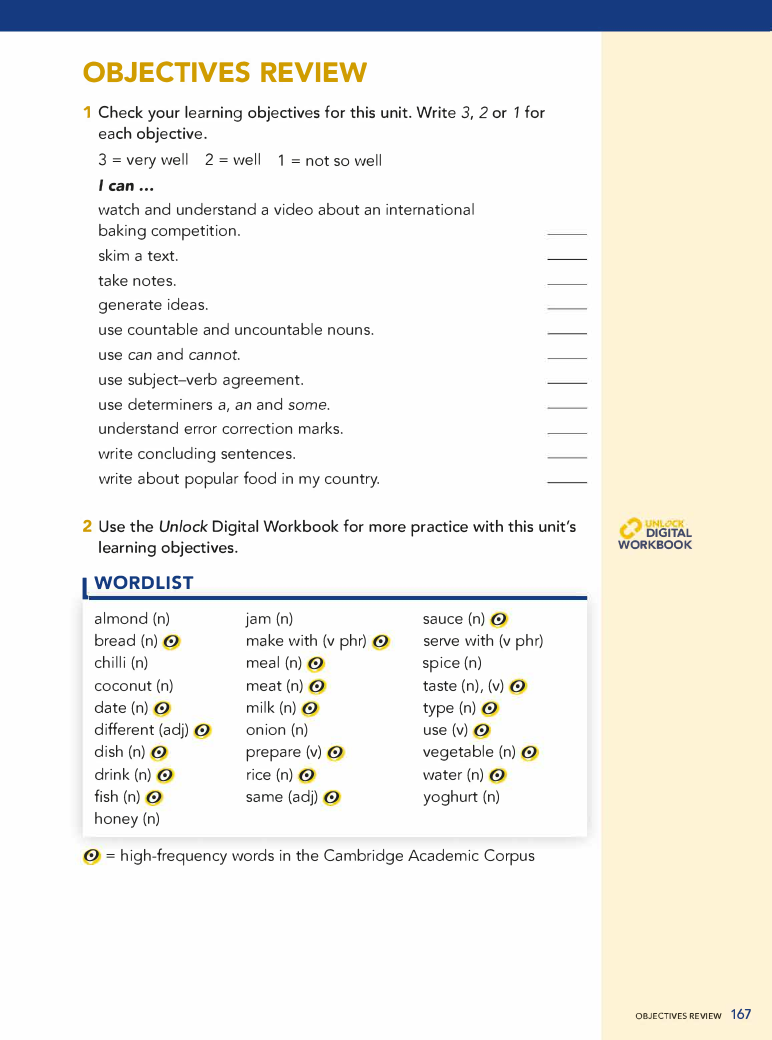 OBJECTIVES REVIEW
1 Check your learning objectives for this unit. Write 3, 2 or 1 for
each objective.
3 = very well 2 = well 1 = not so well
I can ...
watch and understand a video about an international
baking competition.
skim a text.
take notes.
generate ideas.
use countable and uncountable nouns.
use can and cannot.
use subject–verb agreement.
use determiners a, an and some.
understand error correction marks.
write concluding sentences.
write about popular food in my country.
2 Use the Unlock Digital Workbook for more practice with this unit's
learning objectives.
UNLOCK
DIGITAL
WORKBOOK
WORDLIST
almond (n)
bread (n)
chilli (n)
coconut (n)
date (n)
different (adj)
dish (n)
drink (n)
fish (n)
honey (n)
jam (n)
make with (v phr)
meal (n)
meat (n)
milk (n)
onion (n)
prepare (v)
rice (n)
same (adj)
sauce (n)
serve with (v phr)
spice (n)
taste (n), (v)
type (n)
use (v)
vegetable (n)
water (n)
yoghurt (n)
= high-frequency words in the Cambridge Academic Corpus
OBJECTIVES REVIEW 167